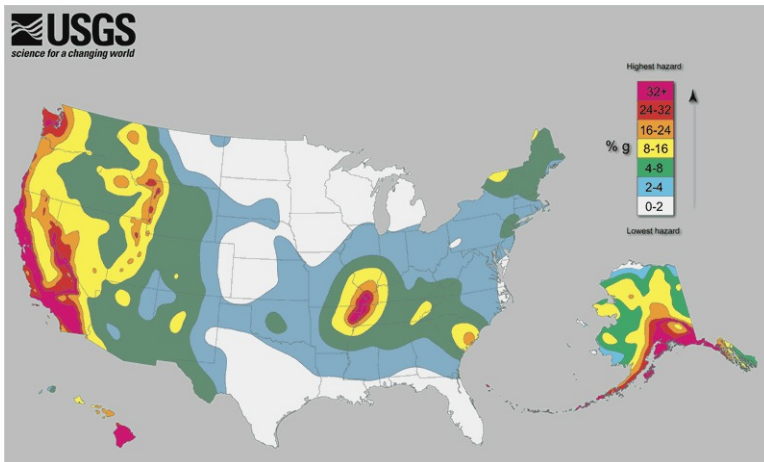 USGS
science for a changing world
Highest hazard
32+
24-32
16-24
% g
8-16
4-8
2-4
0-2
Lowest hazard